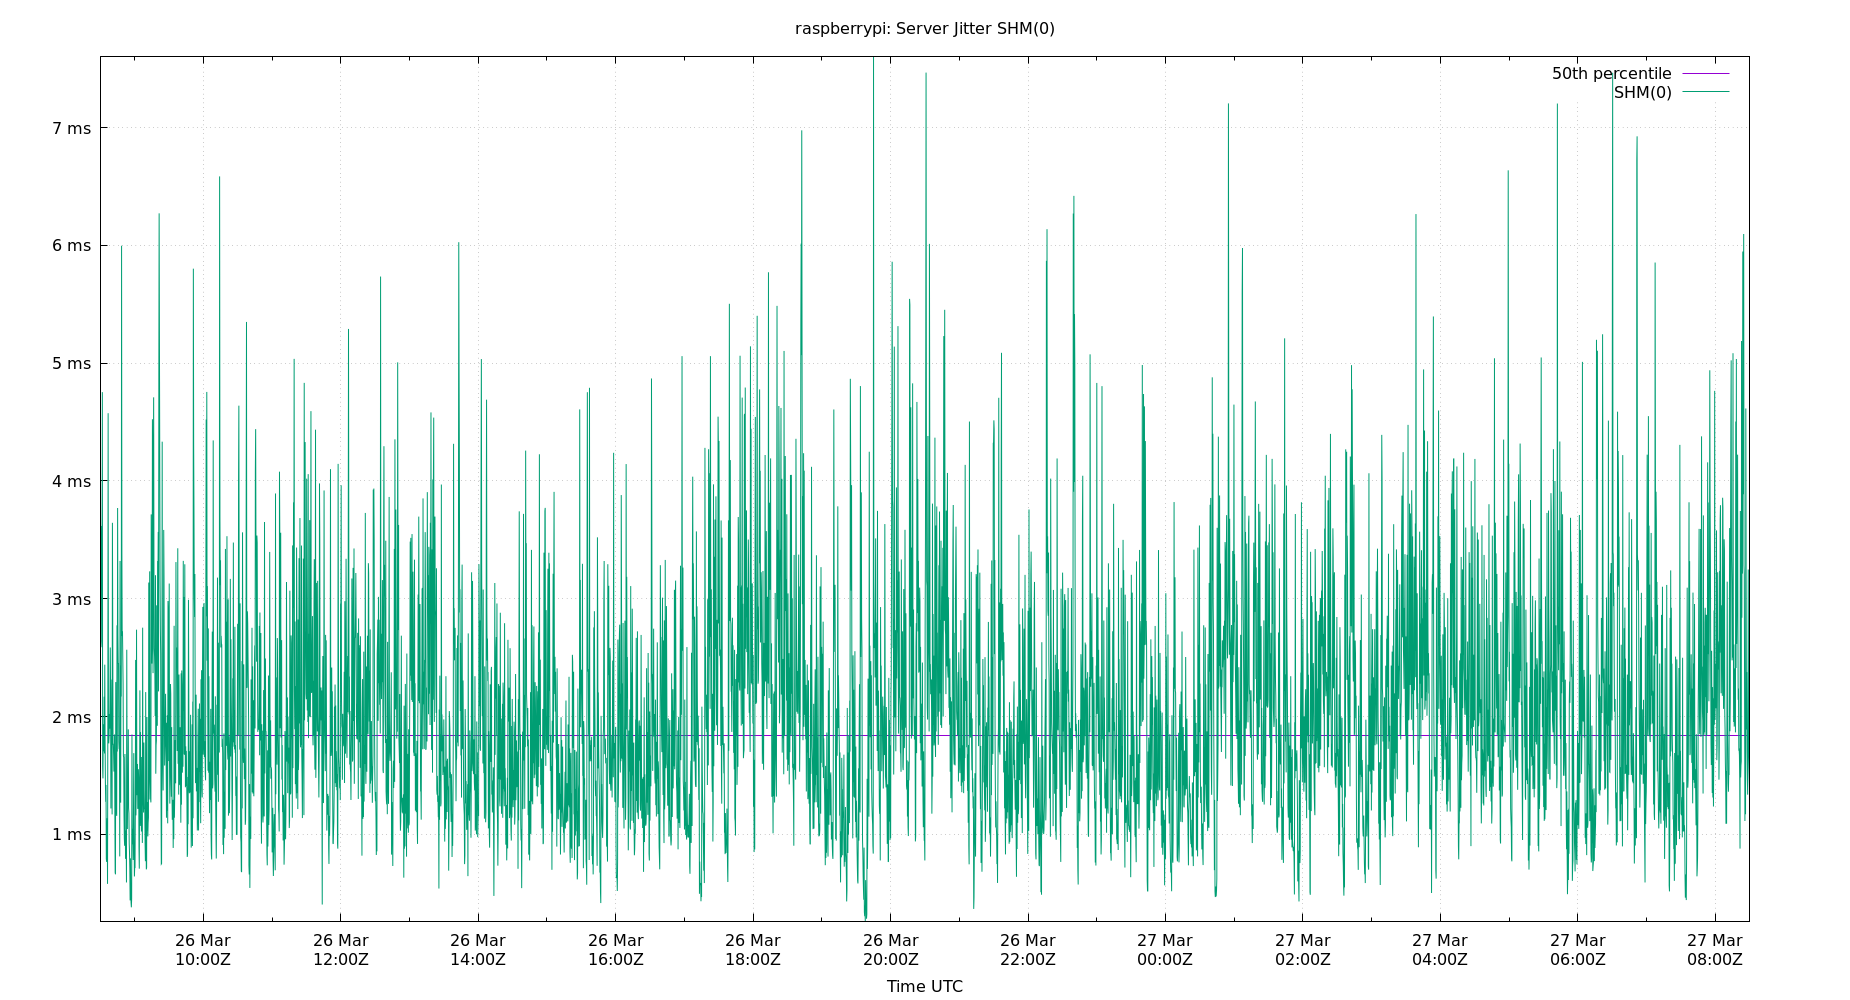 raspberrypi: Server Jitter SHM(0)
50th percentile
SHM(0)
7 ms
6 ms
5 ms
4 ms
3 ms
2 ms
1 ms
26 Mar 26 Mar 26 Mar 26 Mar 26 Mar 26 Mar 26 Mar 27 Mar 27 Mar 27 Mar 27 Mar 27 Mar
10:00Z 12:00Z 14:00Z 16:00Z 18:00Z 20:00Z 22:00Z 00:00Z 02:00Z 04:00Z 06:00Z 08:00Z
Time UTC